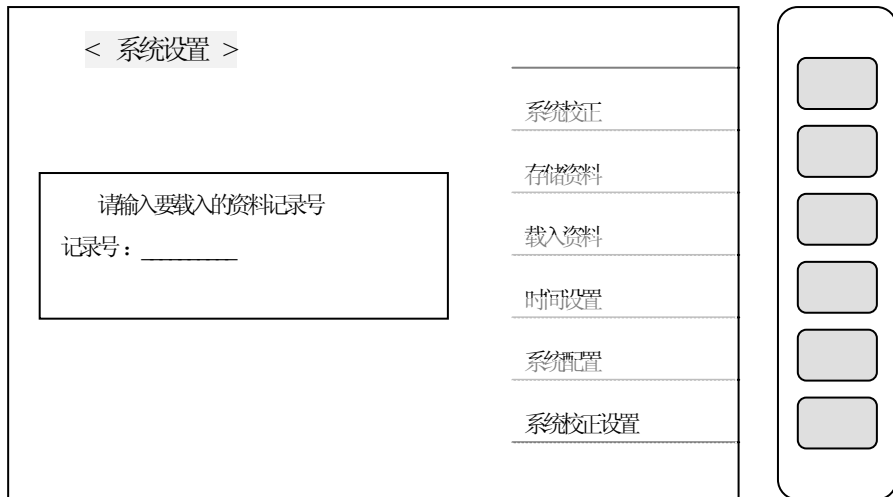 < 系统设置 >
请输入要载入的资料记录号
记录号：__________
系统校正
存储资料
载入资料
时间设置
系统配置
系统校正设置